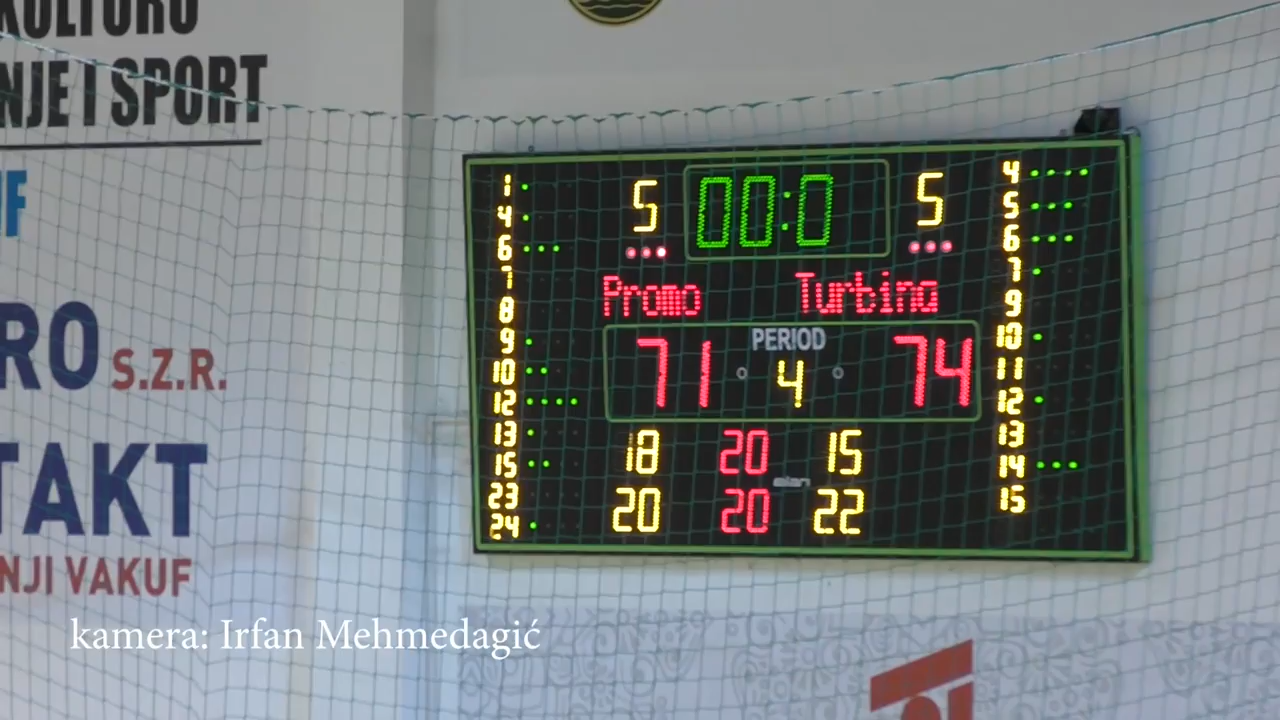 KULTURU
NJE I SPORT
F
RO S.Z.R.
TAKT
NJI VAKUF
1 5 00:0 5 4
4 5
6 6
7 Promo Turbina 7
8 9
9 PERIOD 10
10 71 4 74 11
12 12
13 18 20 15 13
15 elan 14
23 20 20 22 15
24
kamera: Irfan Mehmedagić